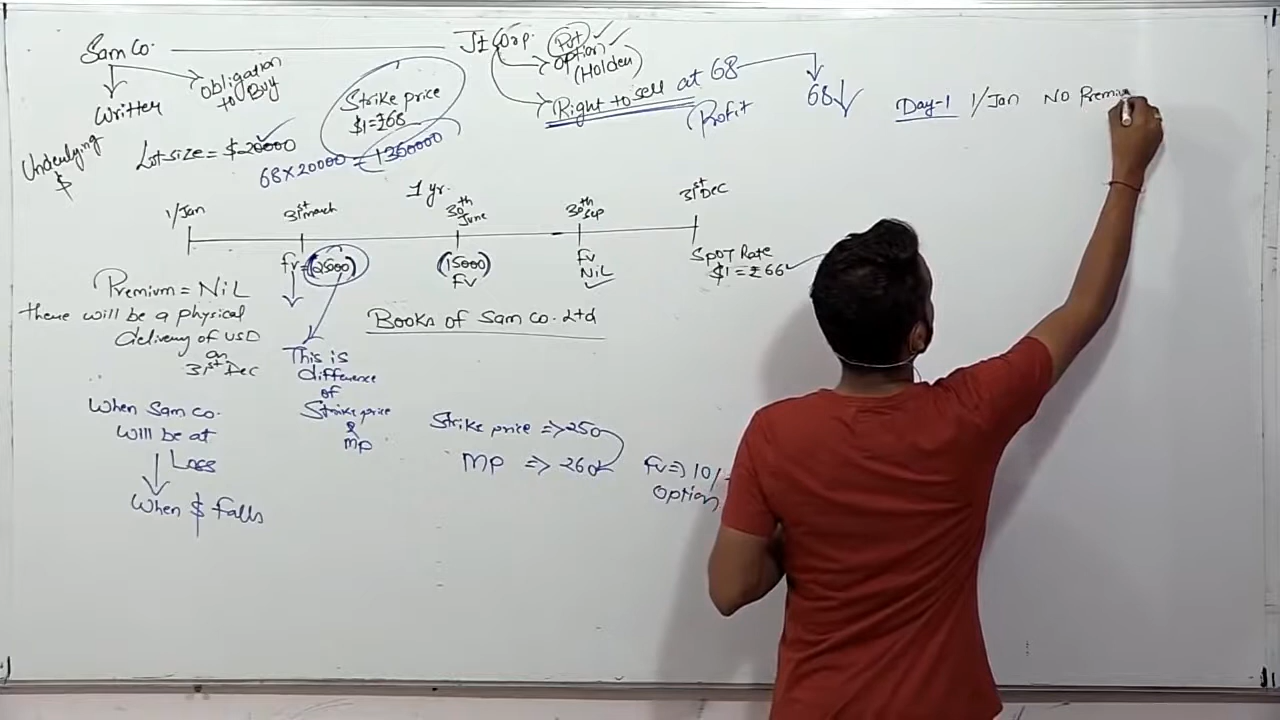 Sam Co.
Writter
Obligation
to Buy
Underlying
$
Lot size = $20000
Strike price
$1 = ₹68
68×20000 = 1360000
JI Corp.
Put
option
(Holder)
Right to sell at 68
Profit
68↓
Day-1 1/Jan No Premiu
1 yr.
1/Jan
31st march
30th June
30th Sep
31st Dec
fv = (25000)
(15000)
FV
FV
NiL
Spot Rate
$1 = ₹66
Premium = NiL
there will be a physical
delivery of USD
on
31st Dec
Books of Sam Co. Ltd
This is
difference
of
Strike price
&
MP
When Sam Co.
will be at
Loss
When $ falls
Strike price => 250
MP => 260
FV => 10/-
option